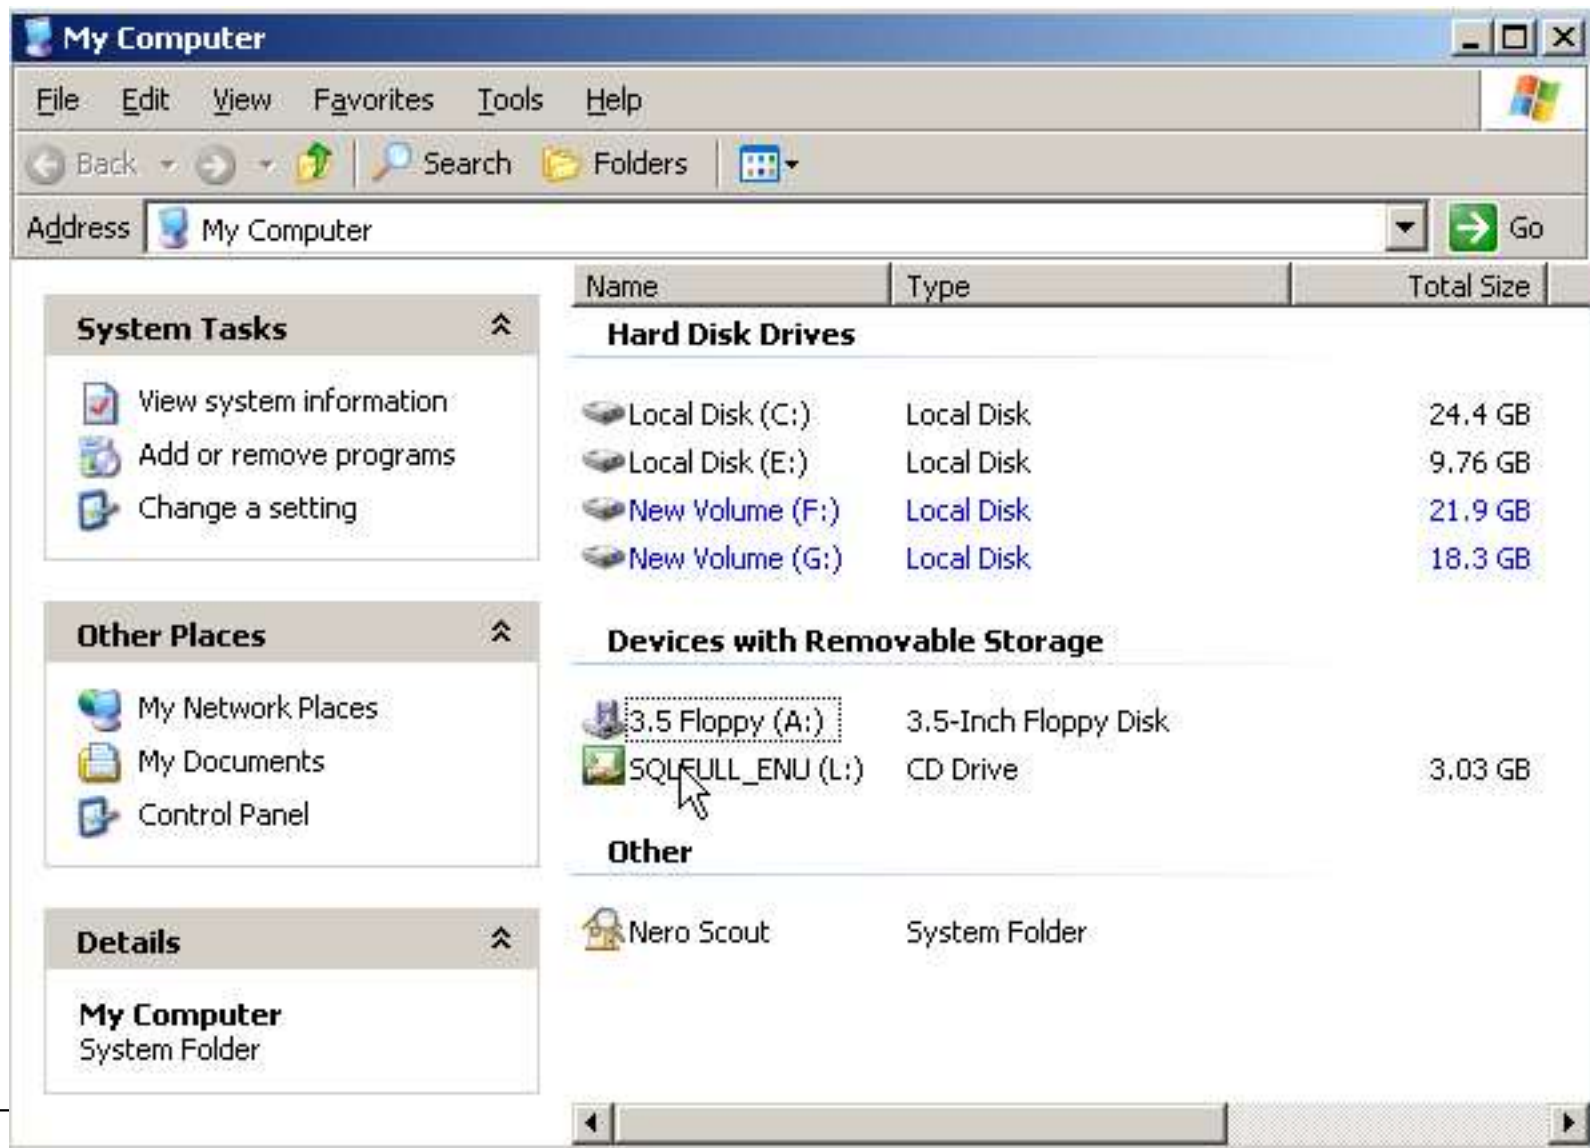 My Computer
File Edit View Favorites Tools Help
Back Search Folders
Address My Computer Go
System Tasks
View system information
Add or remove programs
Change a setting
Other Places
My Network Places
My Documents
Control Panel
Details
My Computer
System Folder
Name Type Total Size
Hard Disk Drives
Local Disk (C:) Local Disk 24.4 GB
Local Disk (E:) Local Disk 9.76 GB
New Volume (F:) Local Disk 21.9 GB
New Volume (G:) Local Disk 18.3 GB
Devices with Removable Storage
3.5 Floppy (A:) 3.5-Inch Floppy Disk
SQLFULL_ENU (L:) CD Drive 3.03 GB
Other
Nero Scout System Folder